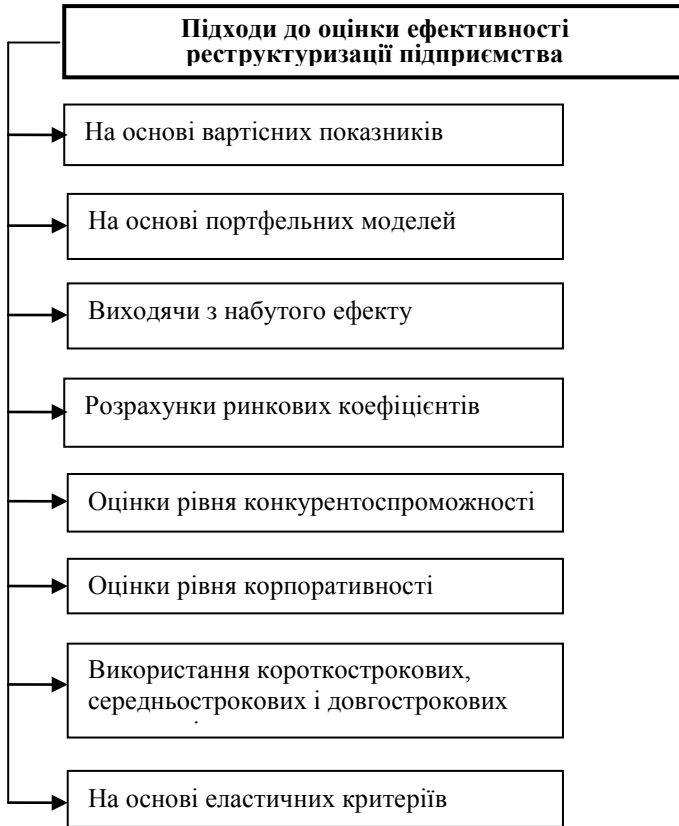 Підходи до оцінки ефективності
реструктуризації підприємства
На основі вартісних показників
На основі портфельних моделей
Виходячи з набутого ефекту
Розрахунки ринкових коефіцієнтів
Оцінки рівня конкурентоспроможності
Оцінки рівня корпоративності
Використання короткострокових,
середньострокових і довгострокових
На основі еластичних критеріїв